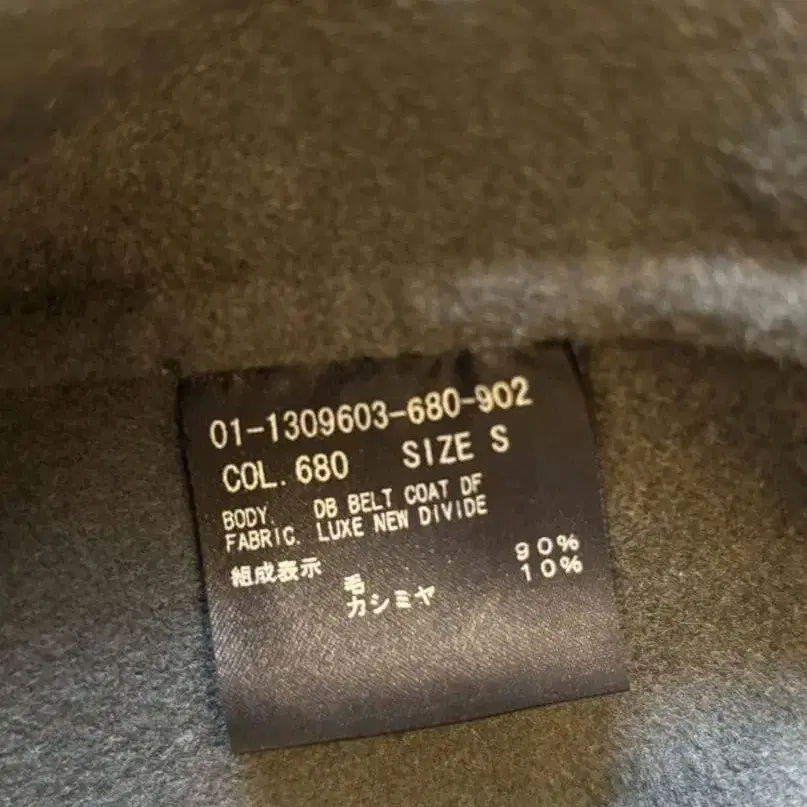 01-1309603-680-902
COL. 680 SIZE S
BODY. DB BELT COAT DF
FABRIC. LUXE NEW DIVIDE
組成表示
毛 90%
カシミヤ 10%